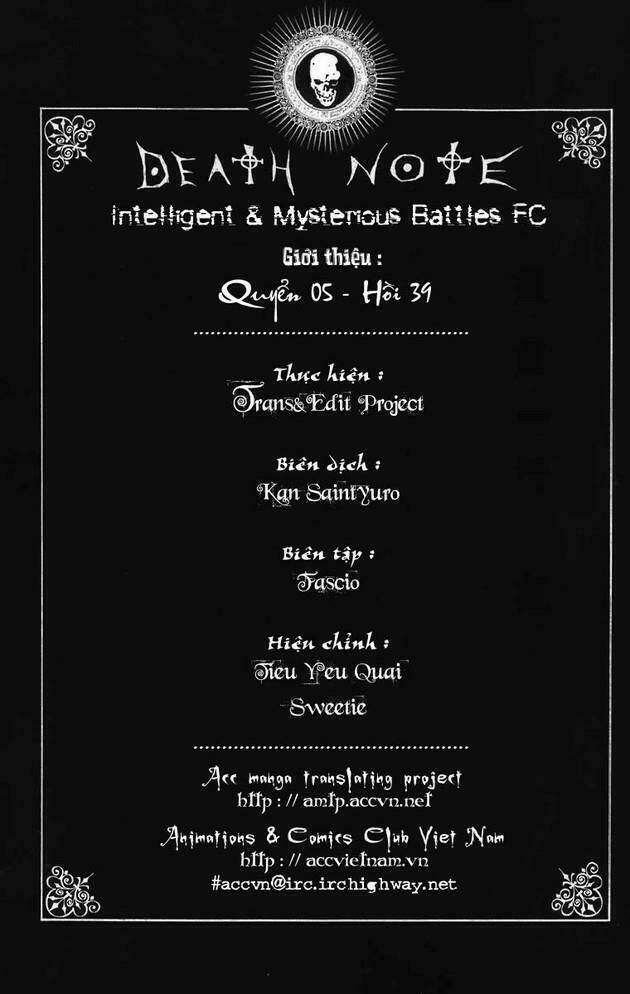 DEATH NOTE
Intelligent & Mysterious Battles FC
Giới thiệu :
Quyển 05 - Hồi 39
Thực hiện :
Trans&Edit Project
Biên dịch :
Kan SaintYuro
Biên tập :
Fascio
Hiệu chỉnh :
Tieu Yeu Quai
Sweetie
Acc manga translating project
http : // amtp.accvn.net
Animations & Comics Club Viet Nam
http : // accvietnam.vn
#accvn@irc.irchighway.net